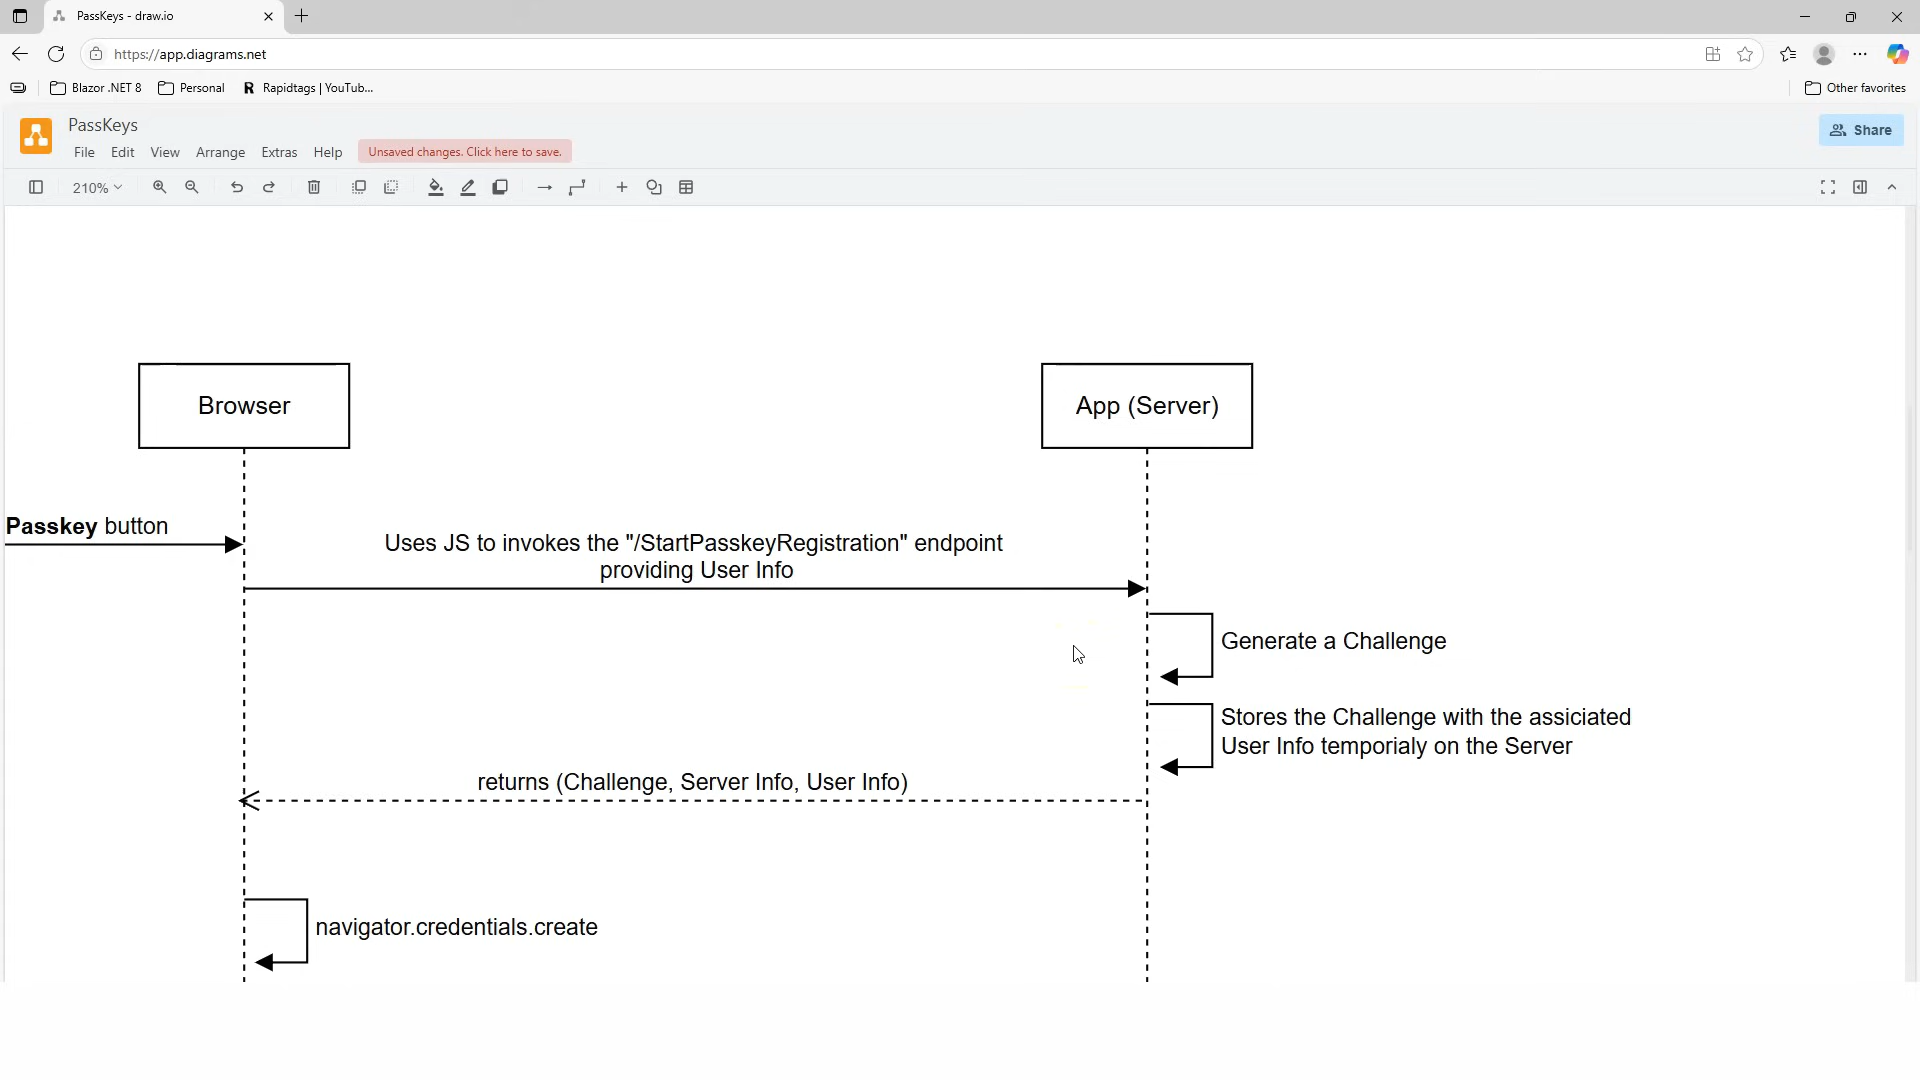 PassKeys - draw.io
https://app.diagrams.net
Blazor .NET 8
Personal
R
Rapidtags | YouTub...
Other favorites
PassKeys
Share
File
Edit
View
Arrange
Extras
Help
Unsaved changes. Click here to save.
210%
Browser
App (Server)
Passkey button
Uses JS to invokes the "/StartPasskeyRegistration" endpoint
providing User Info
Generate a Challenge
Stores the Challenge with the assiciated
User Info temporialy on the Server
returns (Challenge, Server Info, User Info)
navigator.credentials.create